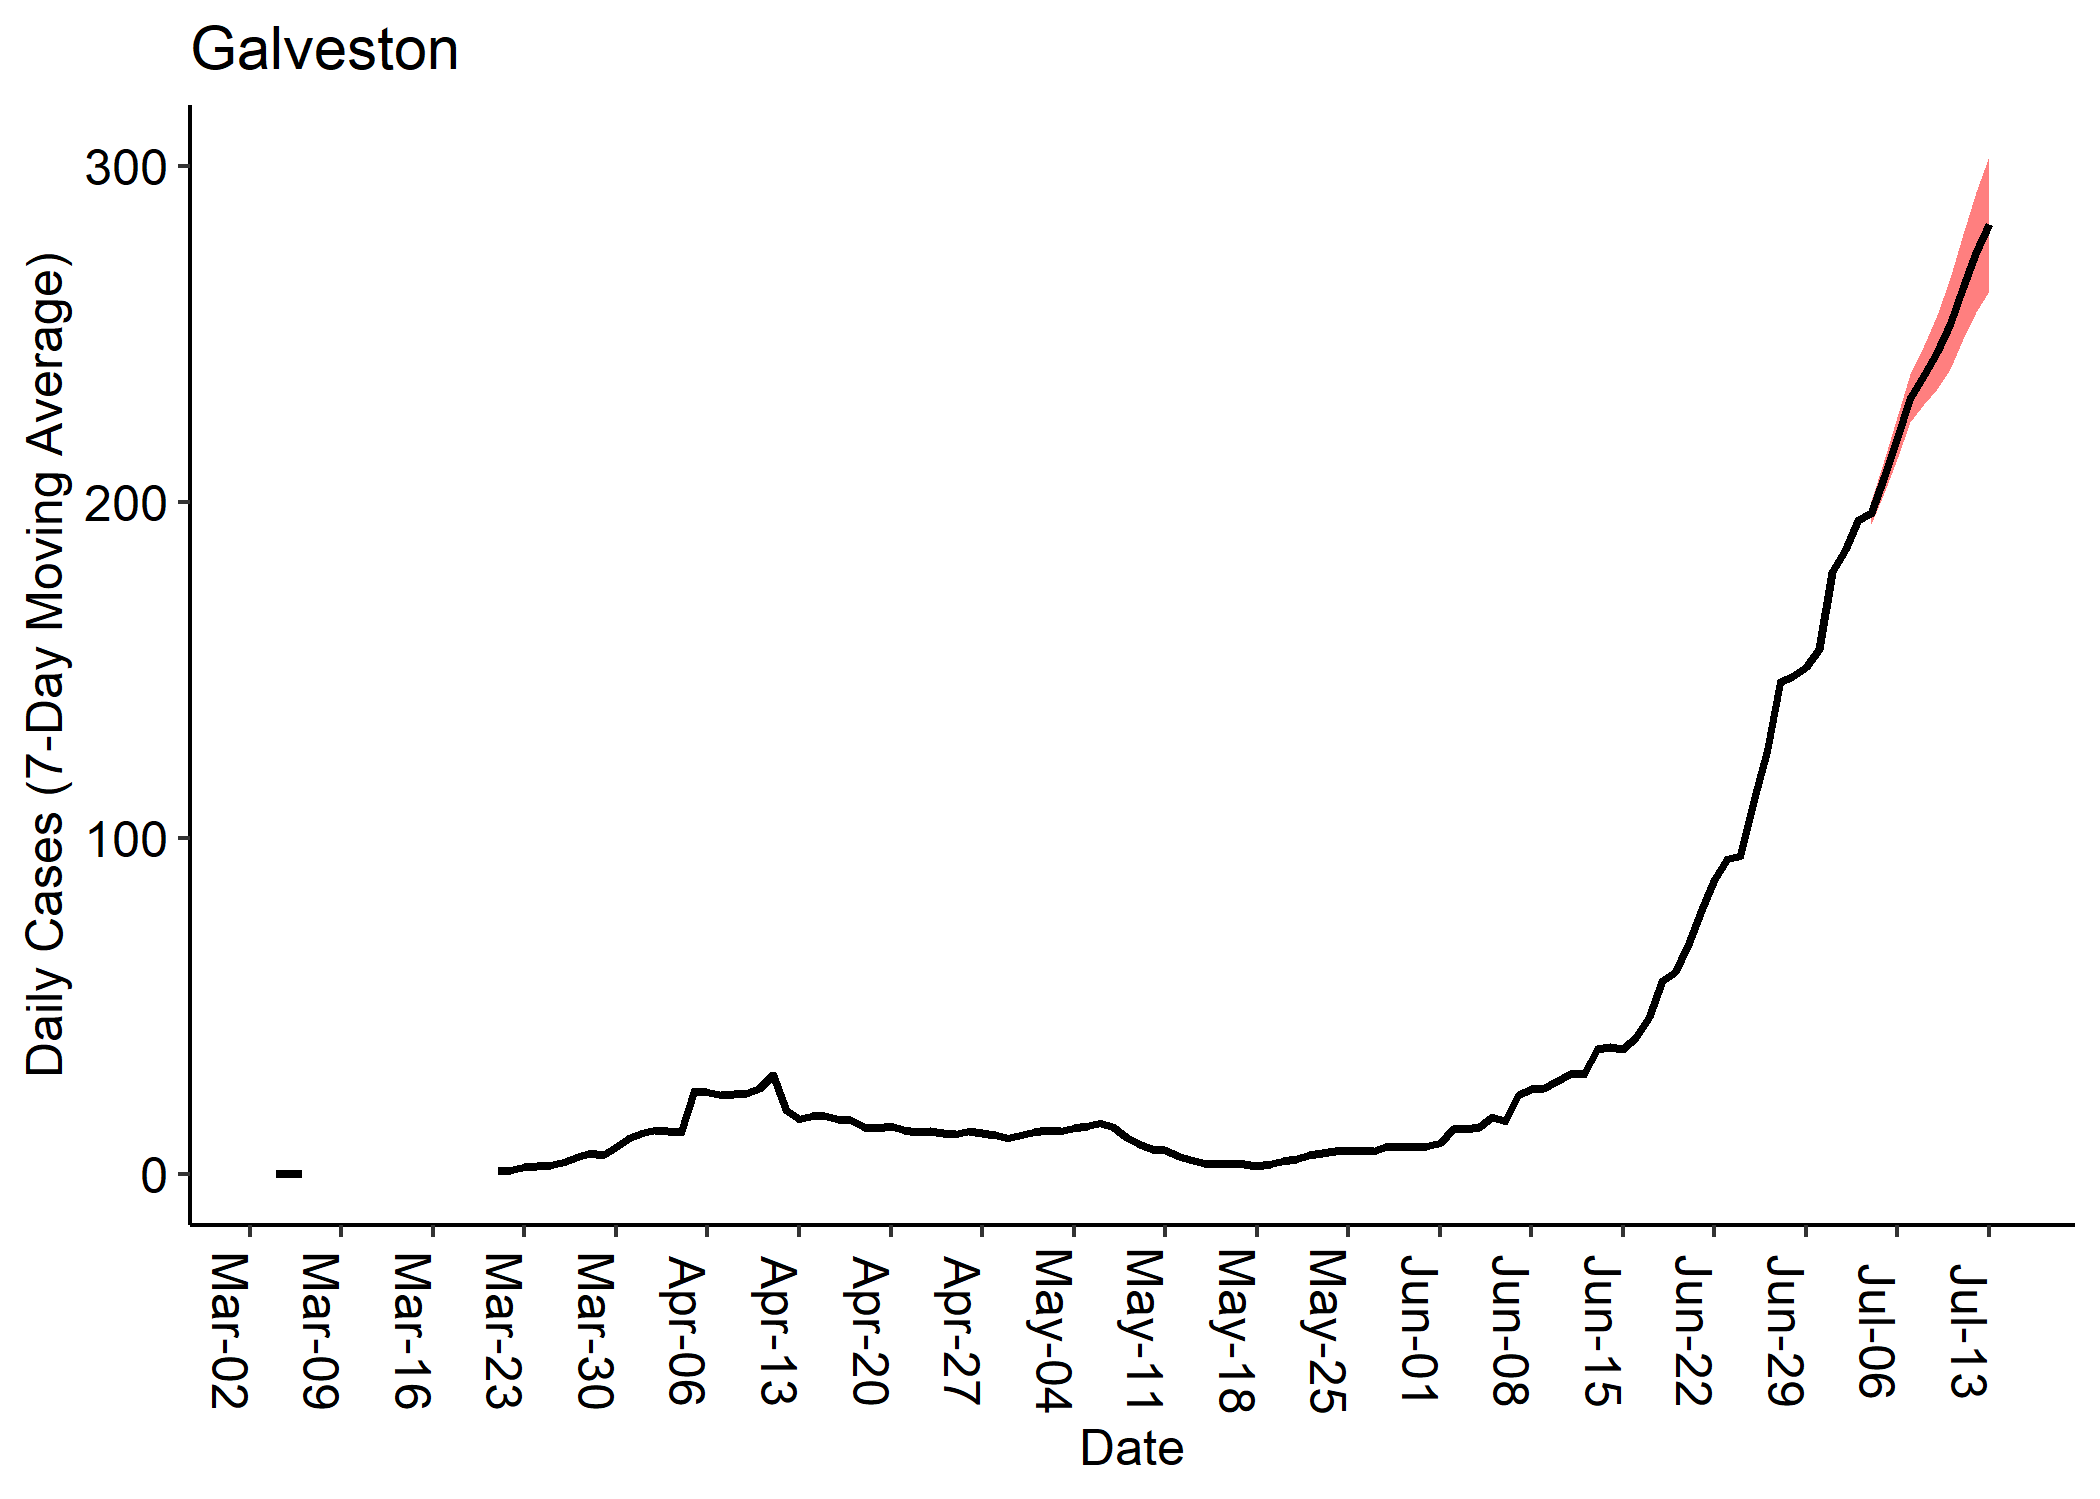 Galveston
Daily Cases (7-Day Moving Average)
300
200
100
0
Mar-02
Mar-09
Mar-16
Mar-23
Mar-30
Apr-06
Apr-13
Apr-20
Apr-27
May-04
May-11
May-18
May-25
Jun-01
Jun-08
Jun-15
Jun-22
Jun-29
Jul-06
Jul-13
Date